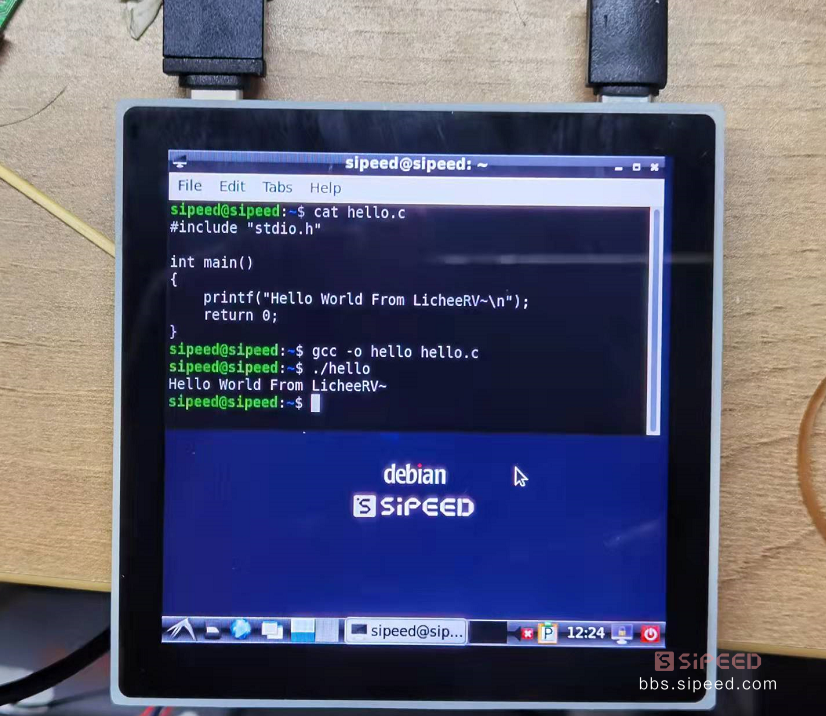 sipeed@sipeed: ~
File Edit Tabs Help
sipeed@sipeed:~$ cat hello.c
#include "stdio.h"
int main()
{
    printf("Hello World From LicheeRV~\n");
    return 0;
}
sipeed@sipeed:~$ gcc -o hello hello.c
sipeed@sipeed:~$ ./hello
Hello World From LicheeRV~
sipeed@sipeed:~$
debian
SiPEED
sipeed@sip... P 12:24
SiPEED
bbs.sipeed.com